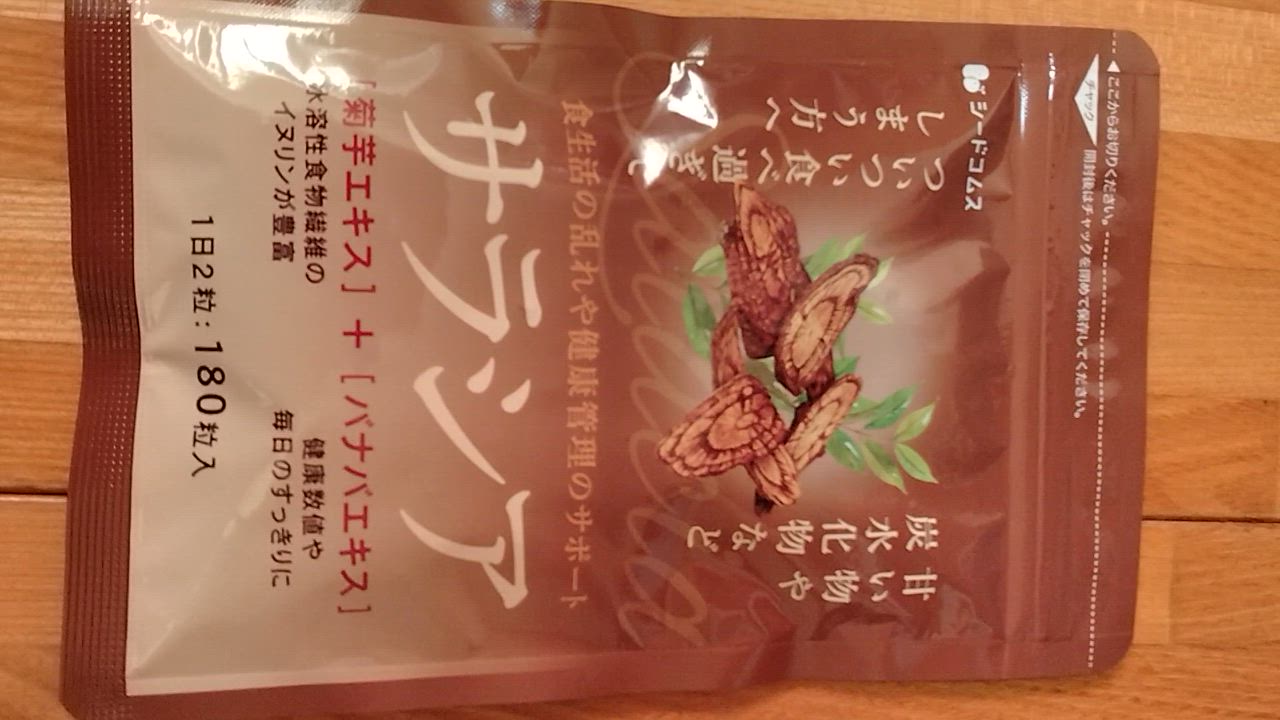 ◀ここからお切りください。
チャック
開封後はチャックを閉めて保存してください。
シードコムス
甘い物や
炭水化物など
つい つい食べ過ぎて
しまう方へ
Salacia
食生活の乱れや健康管理のサポート
サラシア
[菊芋エキス]+[バナバエキス]
水溶性食物繊維の
イヌリンが豊富
健康数値や
毎日のすっきりに
1日2粒:180粒入